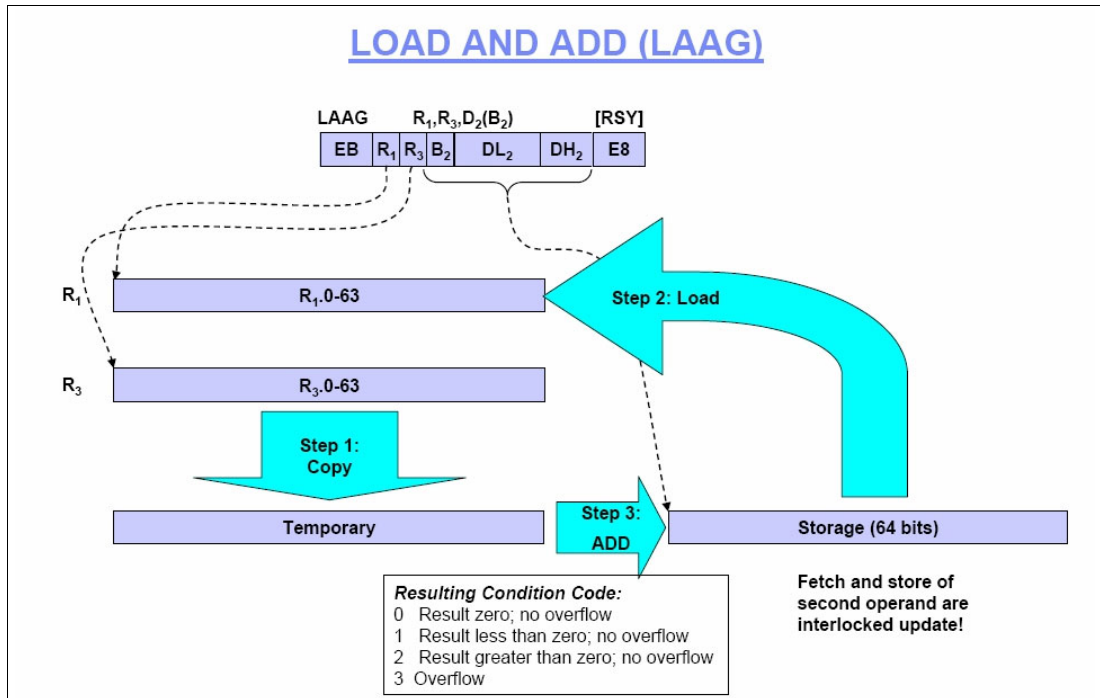 LOAD AND ADD (LAAG)
LAAG R₁,R₃,D₂(B₂) [RSY]
EB R₁ R₃ B₂ DL₂ DH₂ E8
Step 2: Load
R₁ R₁.0-63
R₃ R₃.0-63
Step 1:
Copy
Temporary
Step 3:
ADD
Storage (64 bits)
Resulting Condition Code:
0 Result zero; no overflow
1 Result less than zero; no overflow
2 Result greater than zero; no overflow
3 Overflow
Fetch and store of
second operand are
interlocked update!